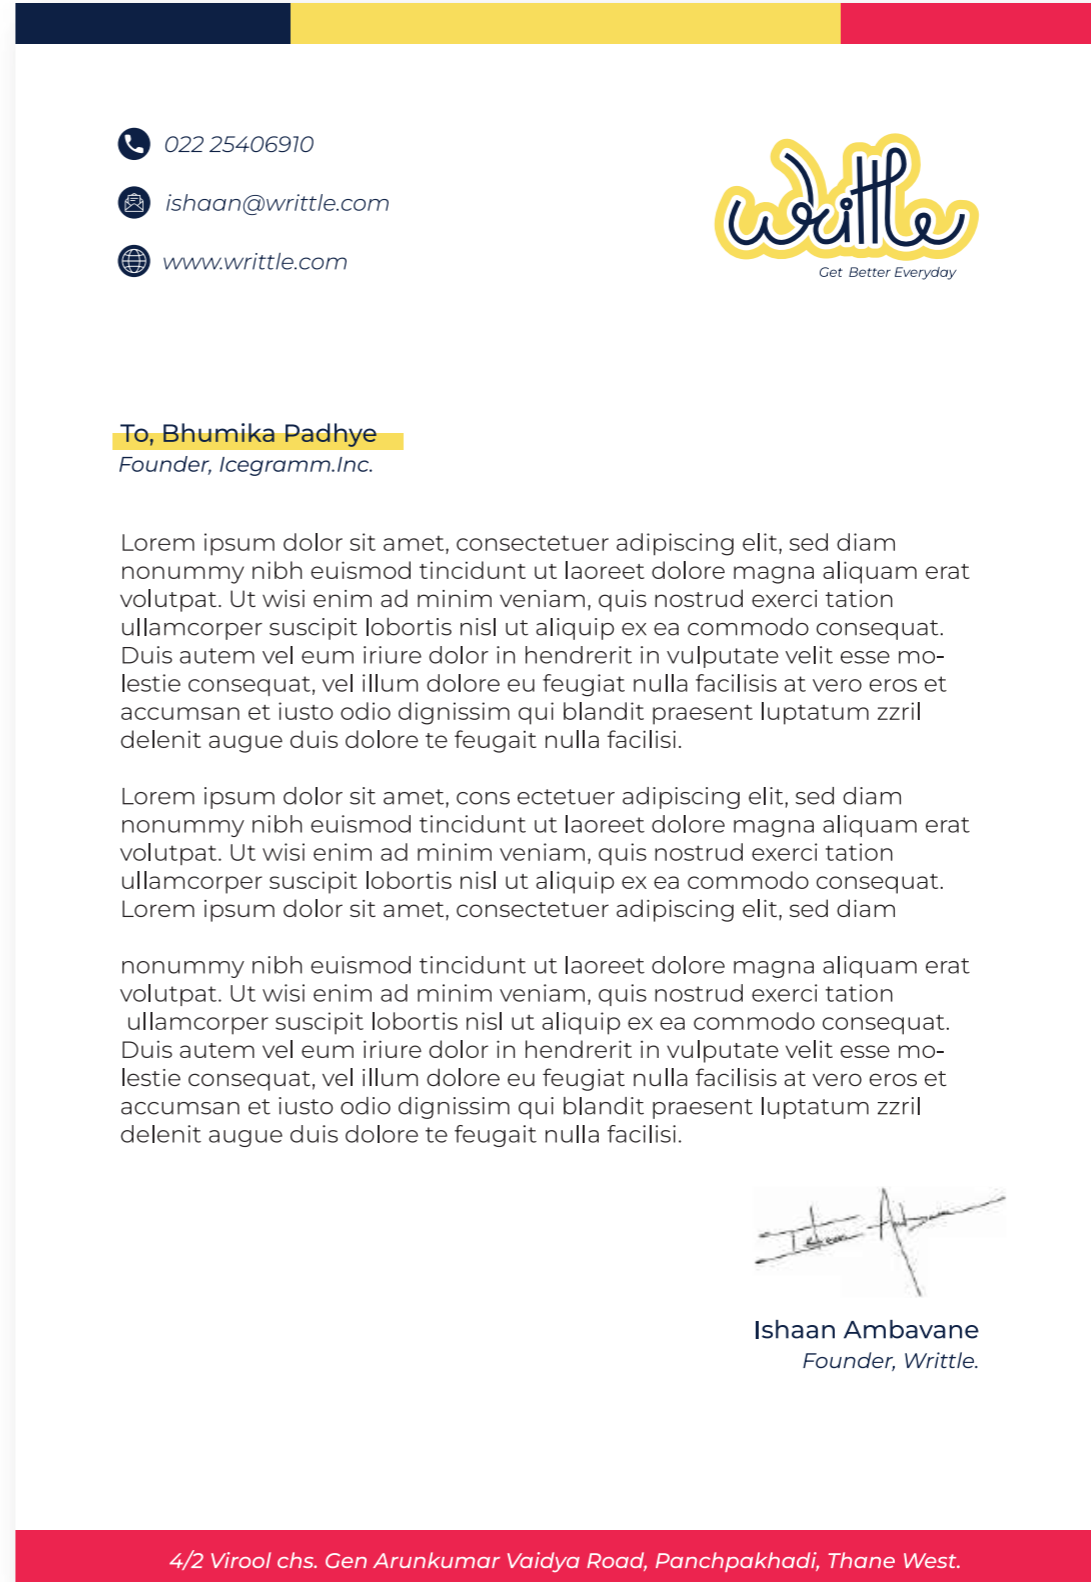 022 25406910
ishaan@writtle.com
www.writtle.com
writtle
Get Better Everyday
To, Bhumika Padhye
Founder, Icegramm.Inc.
Lorem ipsum dolor sit amet, consectetuer adipiscing elit, sed diam
nonummy nibh euismod tincidunt ut laoreet dolore magna aliquam erat
volutpat. Ut wisi enim ad minim veniam, quis nostrud exerci tation
ullamcorper suscipit lobortis nisl ut aliquip ex ea commodo consequat.
Duis autem vel eum iriure dolor in hendrerit in vulputate velit esse mo-
lestie consequat, vel illum dolore eu feugiat nulla facilisis at vero eros et
accumsan et iusto odio dignissim qui blandit praesent luptatum zzril
delenit augue duis dolore te feugait nulla facilisi.
Lorem ipsum dolor sit amet, cons ectetuer adipiscing elit, sed diam
nonummy nibh euismod tincidunt ut laoreet dolore magna aliquam erat
volutpat. Ut wisi enim ad minim veniam, quis nostrud exerci tation
ullamcorper suscipit lobortis nisl ut aliquip ex ea commodo consequat.
Lorem ipsum dolor sit amet, consectetuer adipiscing elit, sed diam
nonummy nibh euismod tincidunt ut laoreet dolore magna aliquam erat
volutpat. Ut wisi enim ad minim veniam, quis nostrud exerci tation
ullamcorper suscipit lobortis nisl ut aliquip ex ea commodo consequat.
Duis autem vel eum iriure dolor in hendrerit in vulputate velit esse mo-
lestie consequat, vel illum dolore eu feugiat nulla facilisis at vero eros et
accumsan et iusto odio dignissim qui blandit praesent luptatum zzril
delenit augue duis dolore te feugait nulla facilisi.
Ishaan Ambavane
Founder, Writtle.
4/2 Virool chs. Gen Arunkumar Vaidya Road, Panchpakhadi, Thane West.